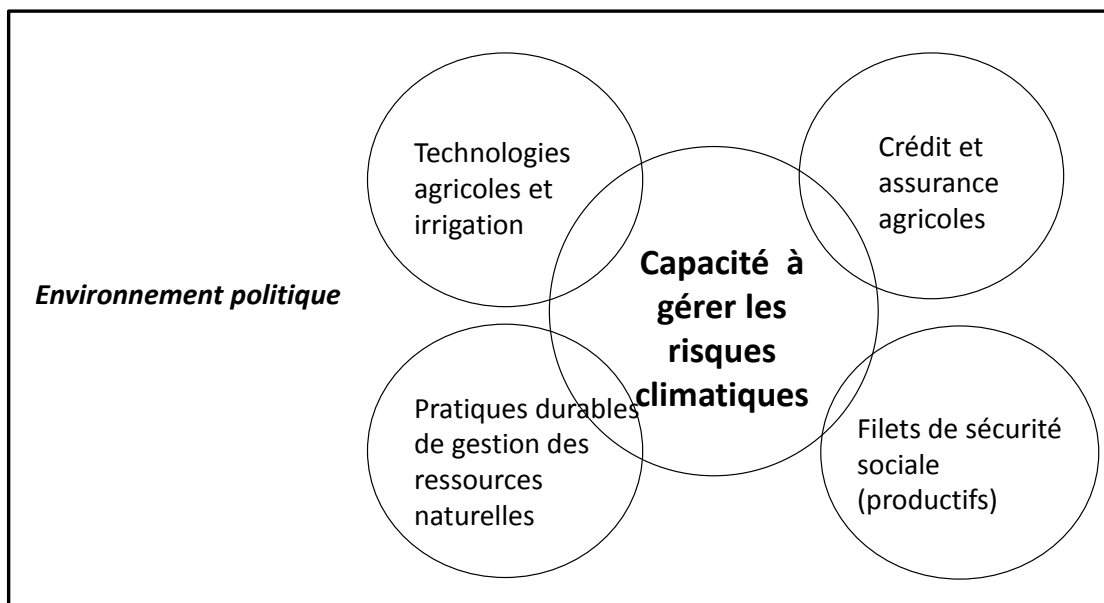 Technologies
agricoles et
irrigation
Crédit et
assurance
agricoles
Capacité à
gérer les
risques
climatiques
Environnement politique
Pratiques durables
de gestion des
ressources
naturelles
Filets de sécurité
sociale
(productifs)